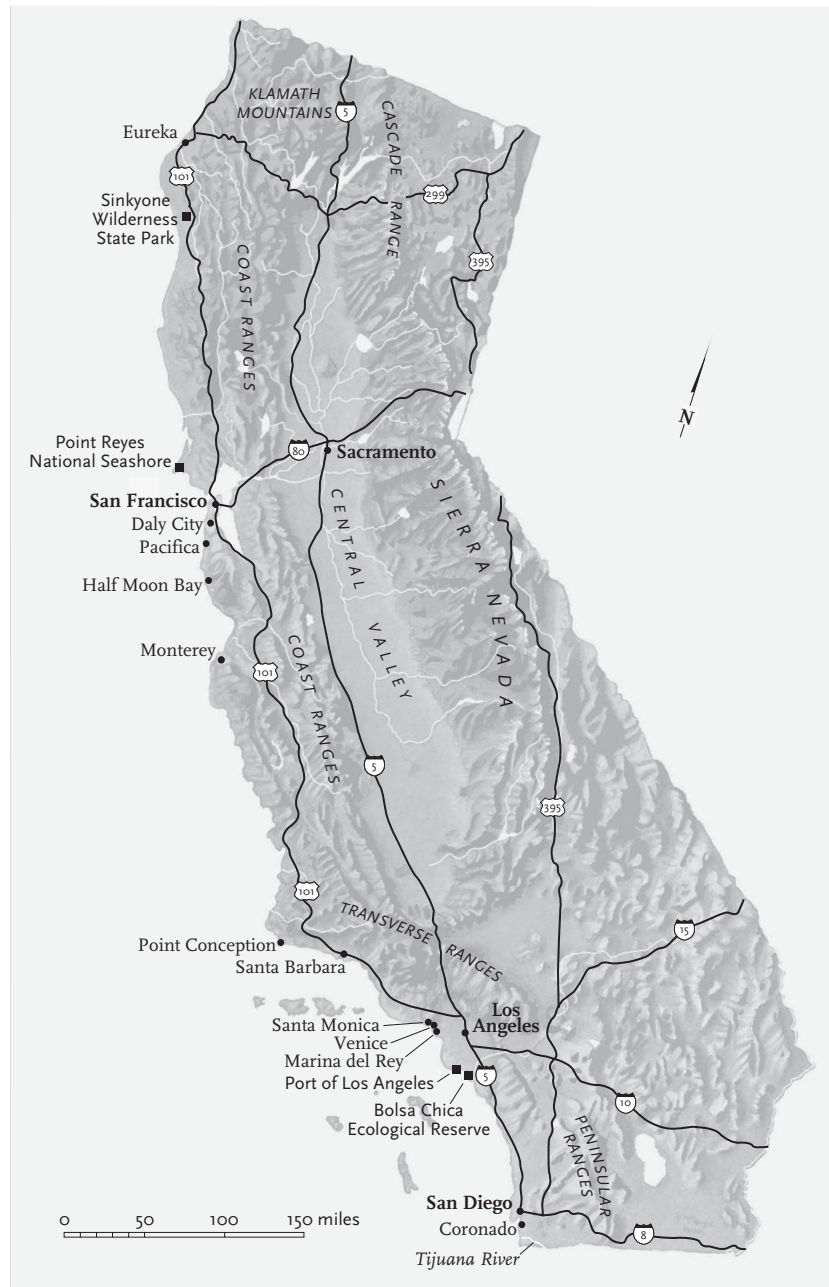 KLAMATH
MOUNTAINS
5
CASCADE RANGE
Eureka
101
299
Sinkyone
Wilderness
State Park
COAST RANGES
395
N
Point Reyes
National Seashore
80
Sacramento
San Francisco
Daly City
Pacifica
Half Moon Bay
CENTRAL VALLEY
SIERRA NEVADA
Monterey
101
COAST RANGES
5
395
101
TRANSVERSE RANGES
15
Point Conception
Santa Barbara
Los
Angeles
Santa Monica
Venice
Marina del Rey
Port of Los Angeles
5
Bolsa Chica
Ecological Reserve
10
PENINSULAR
RANGES
San Diego
Coronado
8
Tijuana River
0 50 100 150 miles